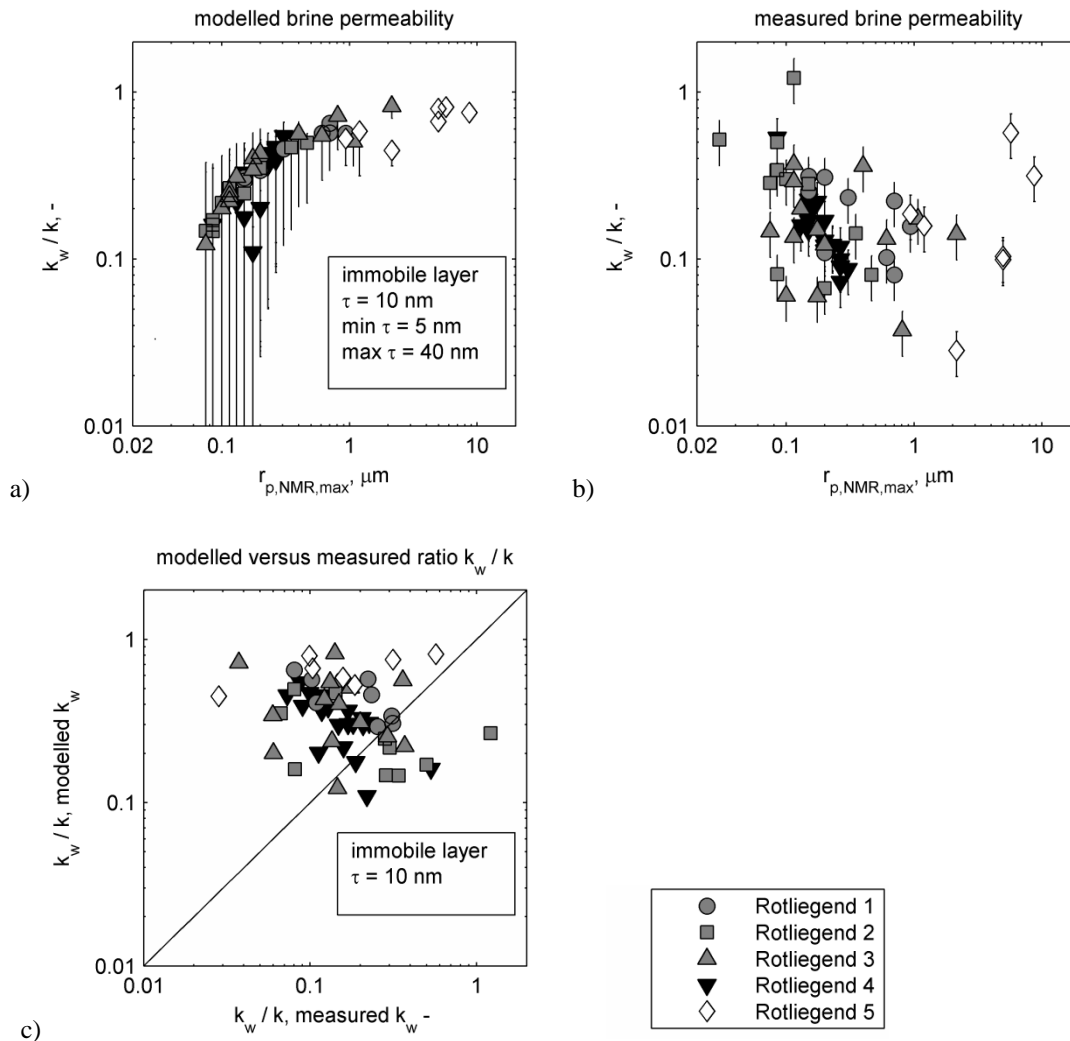 modelled brine permeability
k_w / k, -
1
0.1
0.01
immobile layer
τ = 10 nm
min τ = 5 nm
max τ = 40 nm
0.02
0.1
1
10
r_p,NMR,max, μm
a)
measured brine permeability
k_w / k, -
1
0.1
0.01
0.02
0.1
1
10
r_p,NMR,max, μm
b)
modelled versus measured ratio k_w / k
k_w / k, modelled k_w
1
0.1
0.01
immobile layer
τ = 10 nm
0.01
0.1
1
k_w / k, measured k_w -
c)
Rotliegend 1
Rotliegend 2
Rotliegend 3
Rotliegend 4
Rotliegend 5